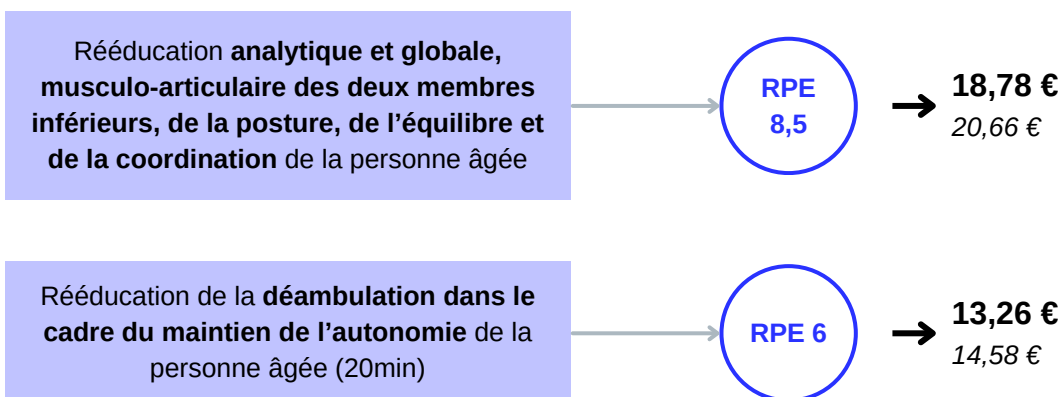 Rééducation analytique et globale,
musculo-articulaire des deux membres
inférieurs, de la posture, de l’équilibre et
de la coordination de la personne âgée
RPE
8,5
18,78 €
20,66 €
Rééducation de la déambulation dans le
cadre du maintien de l’autonomie de la
personne âgée (20min)
RPE 6
13,26 €
14,58 €